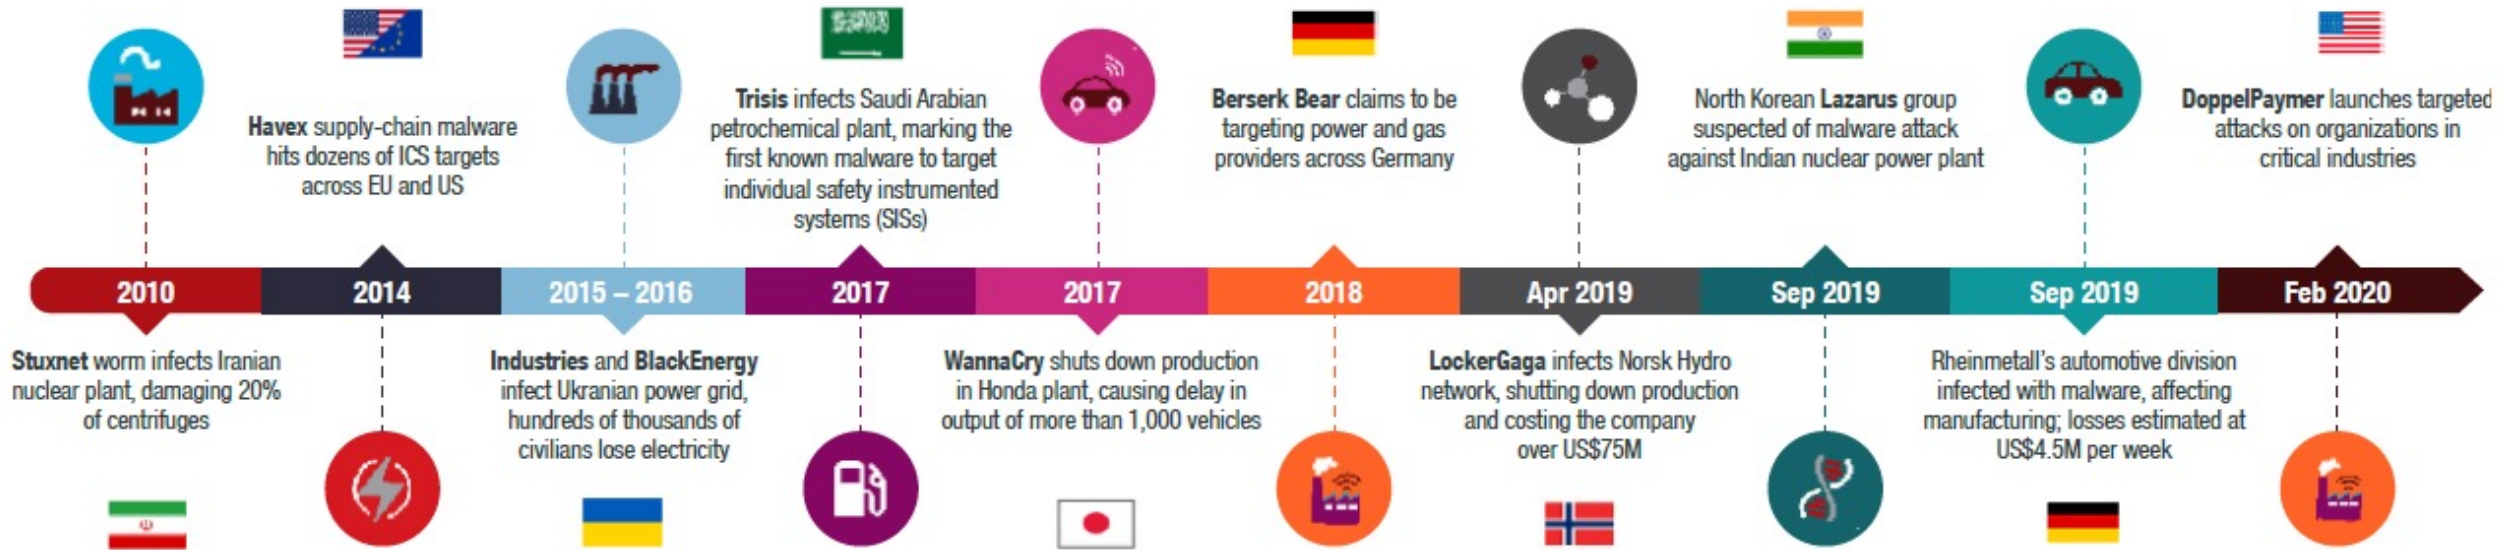 Havex supply-chain malware
hits dozens of ICS targets
across EU and US
Trisis infects Saudi Arabian
petrochemical plant, marking the
first known malware to target
individual safety instrumented
systems (SISs)
Berserk Bear claims to be
targeting power and gas
providers across Germany
North Korean Lazarus group
suspected of malware attack
against Indian nuclear power plant
DoppelPaymer launches targeted
attacks on organizations in
critical industries
2010
2014
2015 – 2016
2017
2017
2018
Apr 2019
Sep 2019
Sep 2019
Feb 2020
Stuxnet worm infects Iranian
nuclear plant, damaging 20%
of centrifuges
Industries and BlackEnergy
infect Ukranian power grid,
hundreds of thousands of
civilians lose electricity
WannaCry shuts down production
in Honda plant, causing delay in
output of more than 1,000 vehicles
LockerGaga infects Norsk Hydro
network, shutting down production
and costing the company
over US$75M
Rheinmetall's automotive division
infected with malware, affecting
manufacturing; losses estimated at
US$4.5M per week